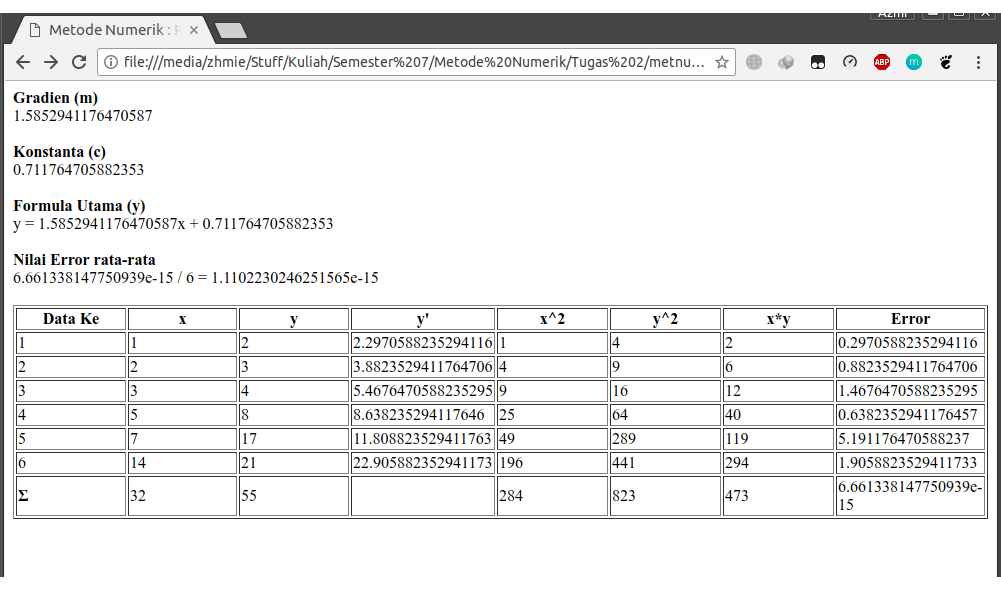 Azmi
Metode Numerik : R
file:///media/zhmie/Stuff/Kuliah/Semester%207/Metode%20Numerik/Tugas%202/metnu...
ABP
m
Gradien (m)
1.5852941176470587
Konstanta (c)
0.711764705882353
Formula Utama (y)
y = 1.5852941176470587x + 0.711764705882353
Nilai Error rata-rata
6.661338147750939e-15 / 6 = 1.1102230246251565e-15
Data Ke x y y' x^2 y^2 x*y Error
1 1 2 2.2970588235294116 1 4 2 0.2970588235294116
2 2 3 3.8823529411764706 4 9 6 0.8823529411764706
3 3 4 5.4676470588235295 9 16 12 1.4676470588235295
4 5 8 8.638235294117646 25 64 40 0.6382352941176457
5 7 17 11.808823529411763 49 289 119 5.191176470588237
6 14 21 22.905882352941173 196 441 294 1.9058823529411733
Σ 32 55 284 823 473 6.661338147750939e-
15